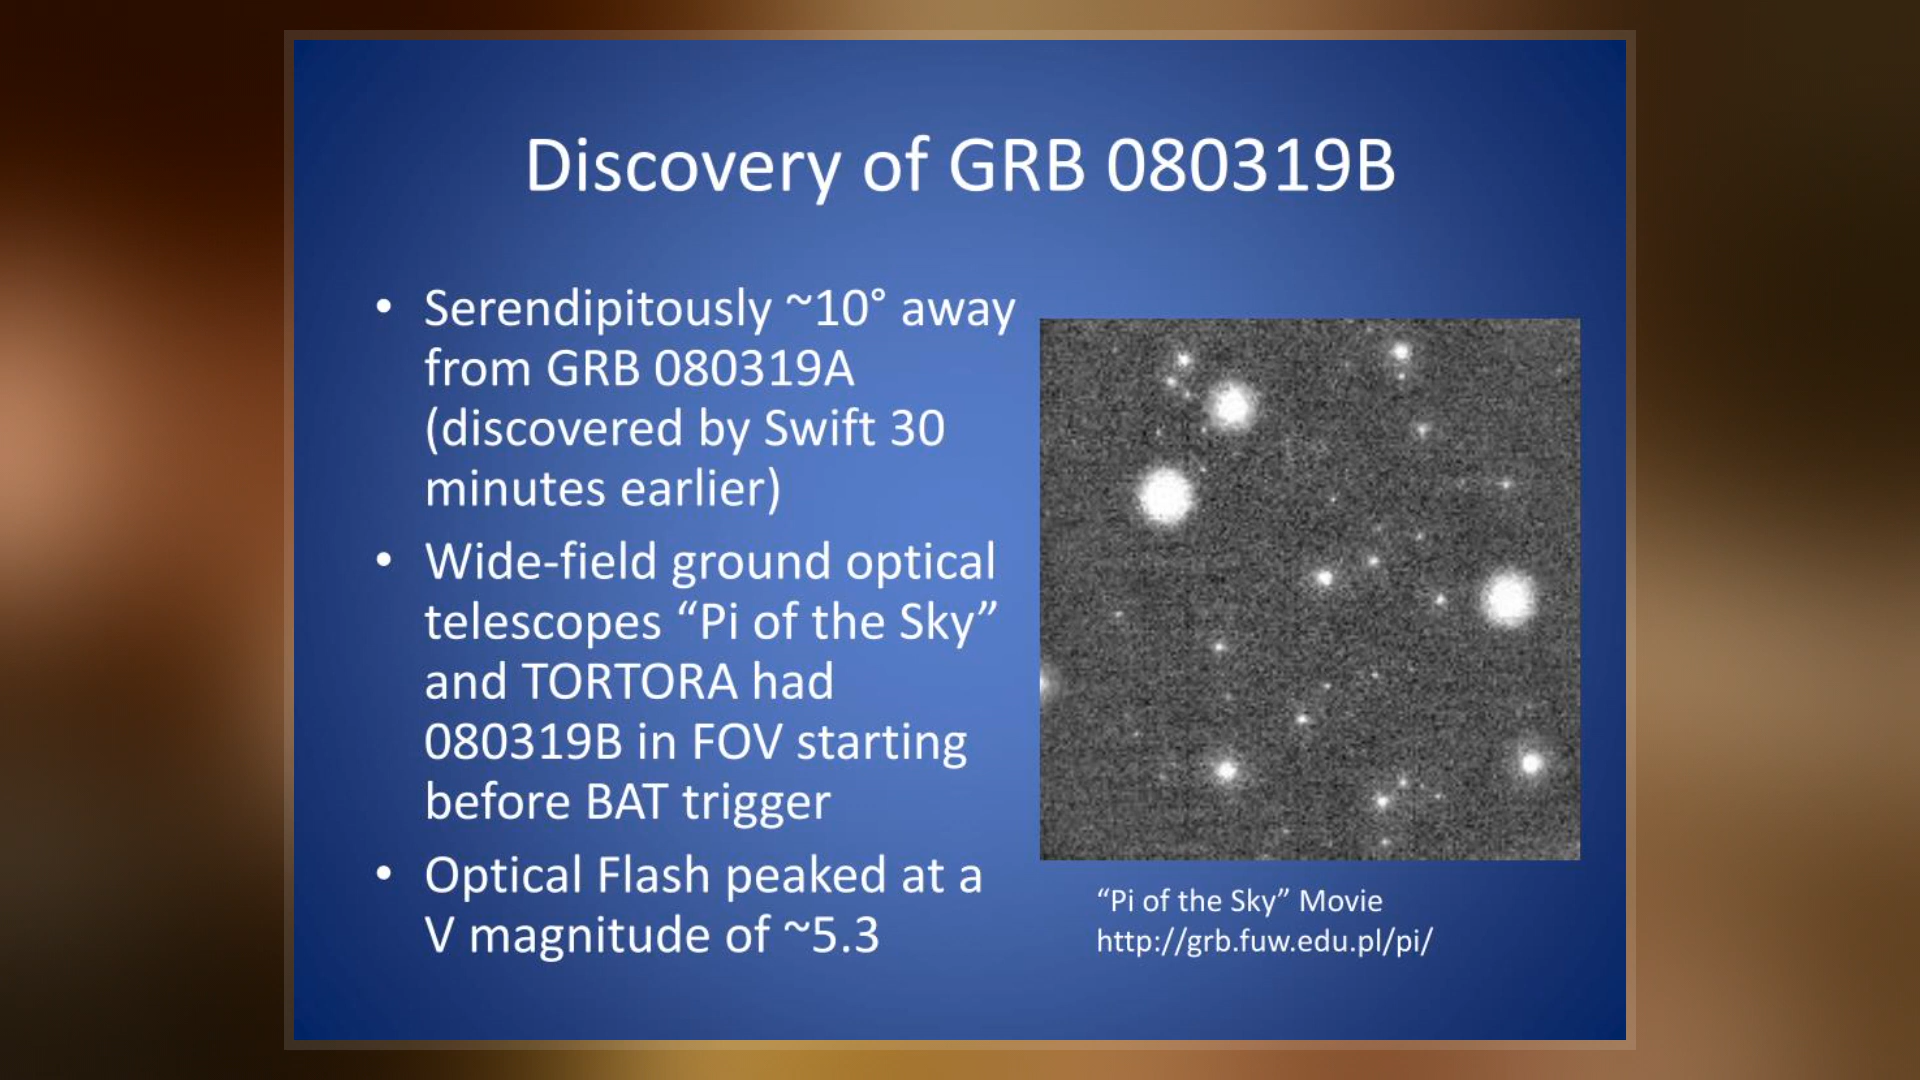 Discovery of GRB 080319B
• Serendipitously ~10° away
from GRB 080319A
(discovered by Swift 30
minutes earlier)
• Wide-field ground optical
telescopes “Pi of the Sky”
and TORTORA had
080319B in FOV starting
before BAT trigger
• Optical Flash peaked at a
V magnitude of ~5.3
“Pi of the Sky” Movie
http://grb.fuw.edu.pl/pi/